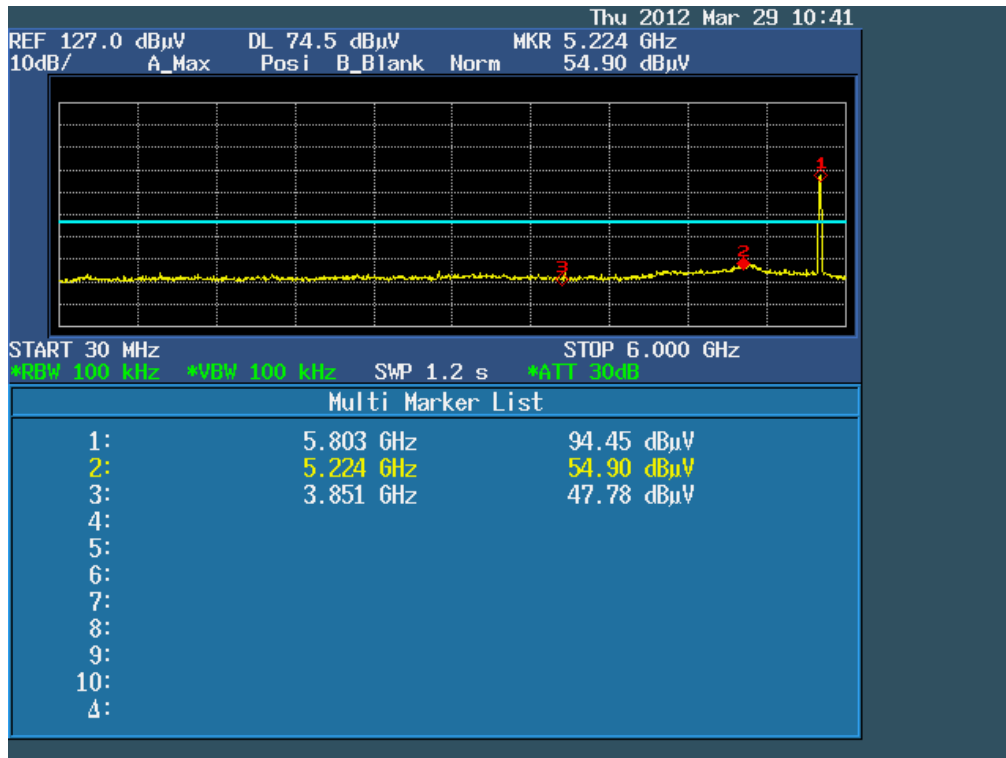 Thu 2012 Mar 29 10:41
REF 127.0 dBµV DL 74.5 dBµV MKR 5.224 GHz
10dB/ A_Max Posi B_Blank Norm 54.90 dBµV
1
2
3
START 30 MHz STOP 6.000 GHz
*RBW 100 kHz *VBW 100 kHz SWP 1.2 s *ATT 30dB
Multi Marker List
1: 5.803 GHz 94.45 dBµV
2: 5.224 GHz 54.90 dBµV
3: 3.851 GHz 47.78 dBµV
4:
5:
6:
7:
8:
9:
10:
Δ: